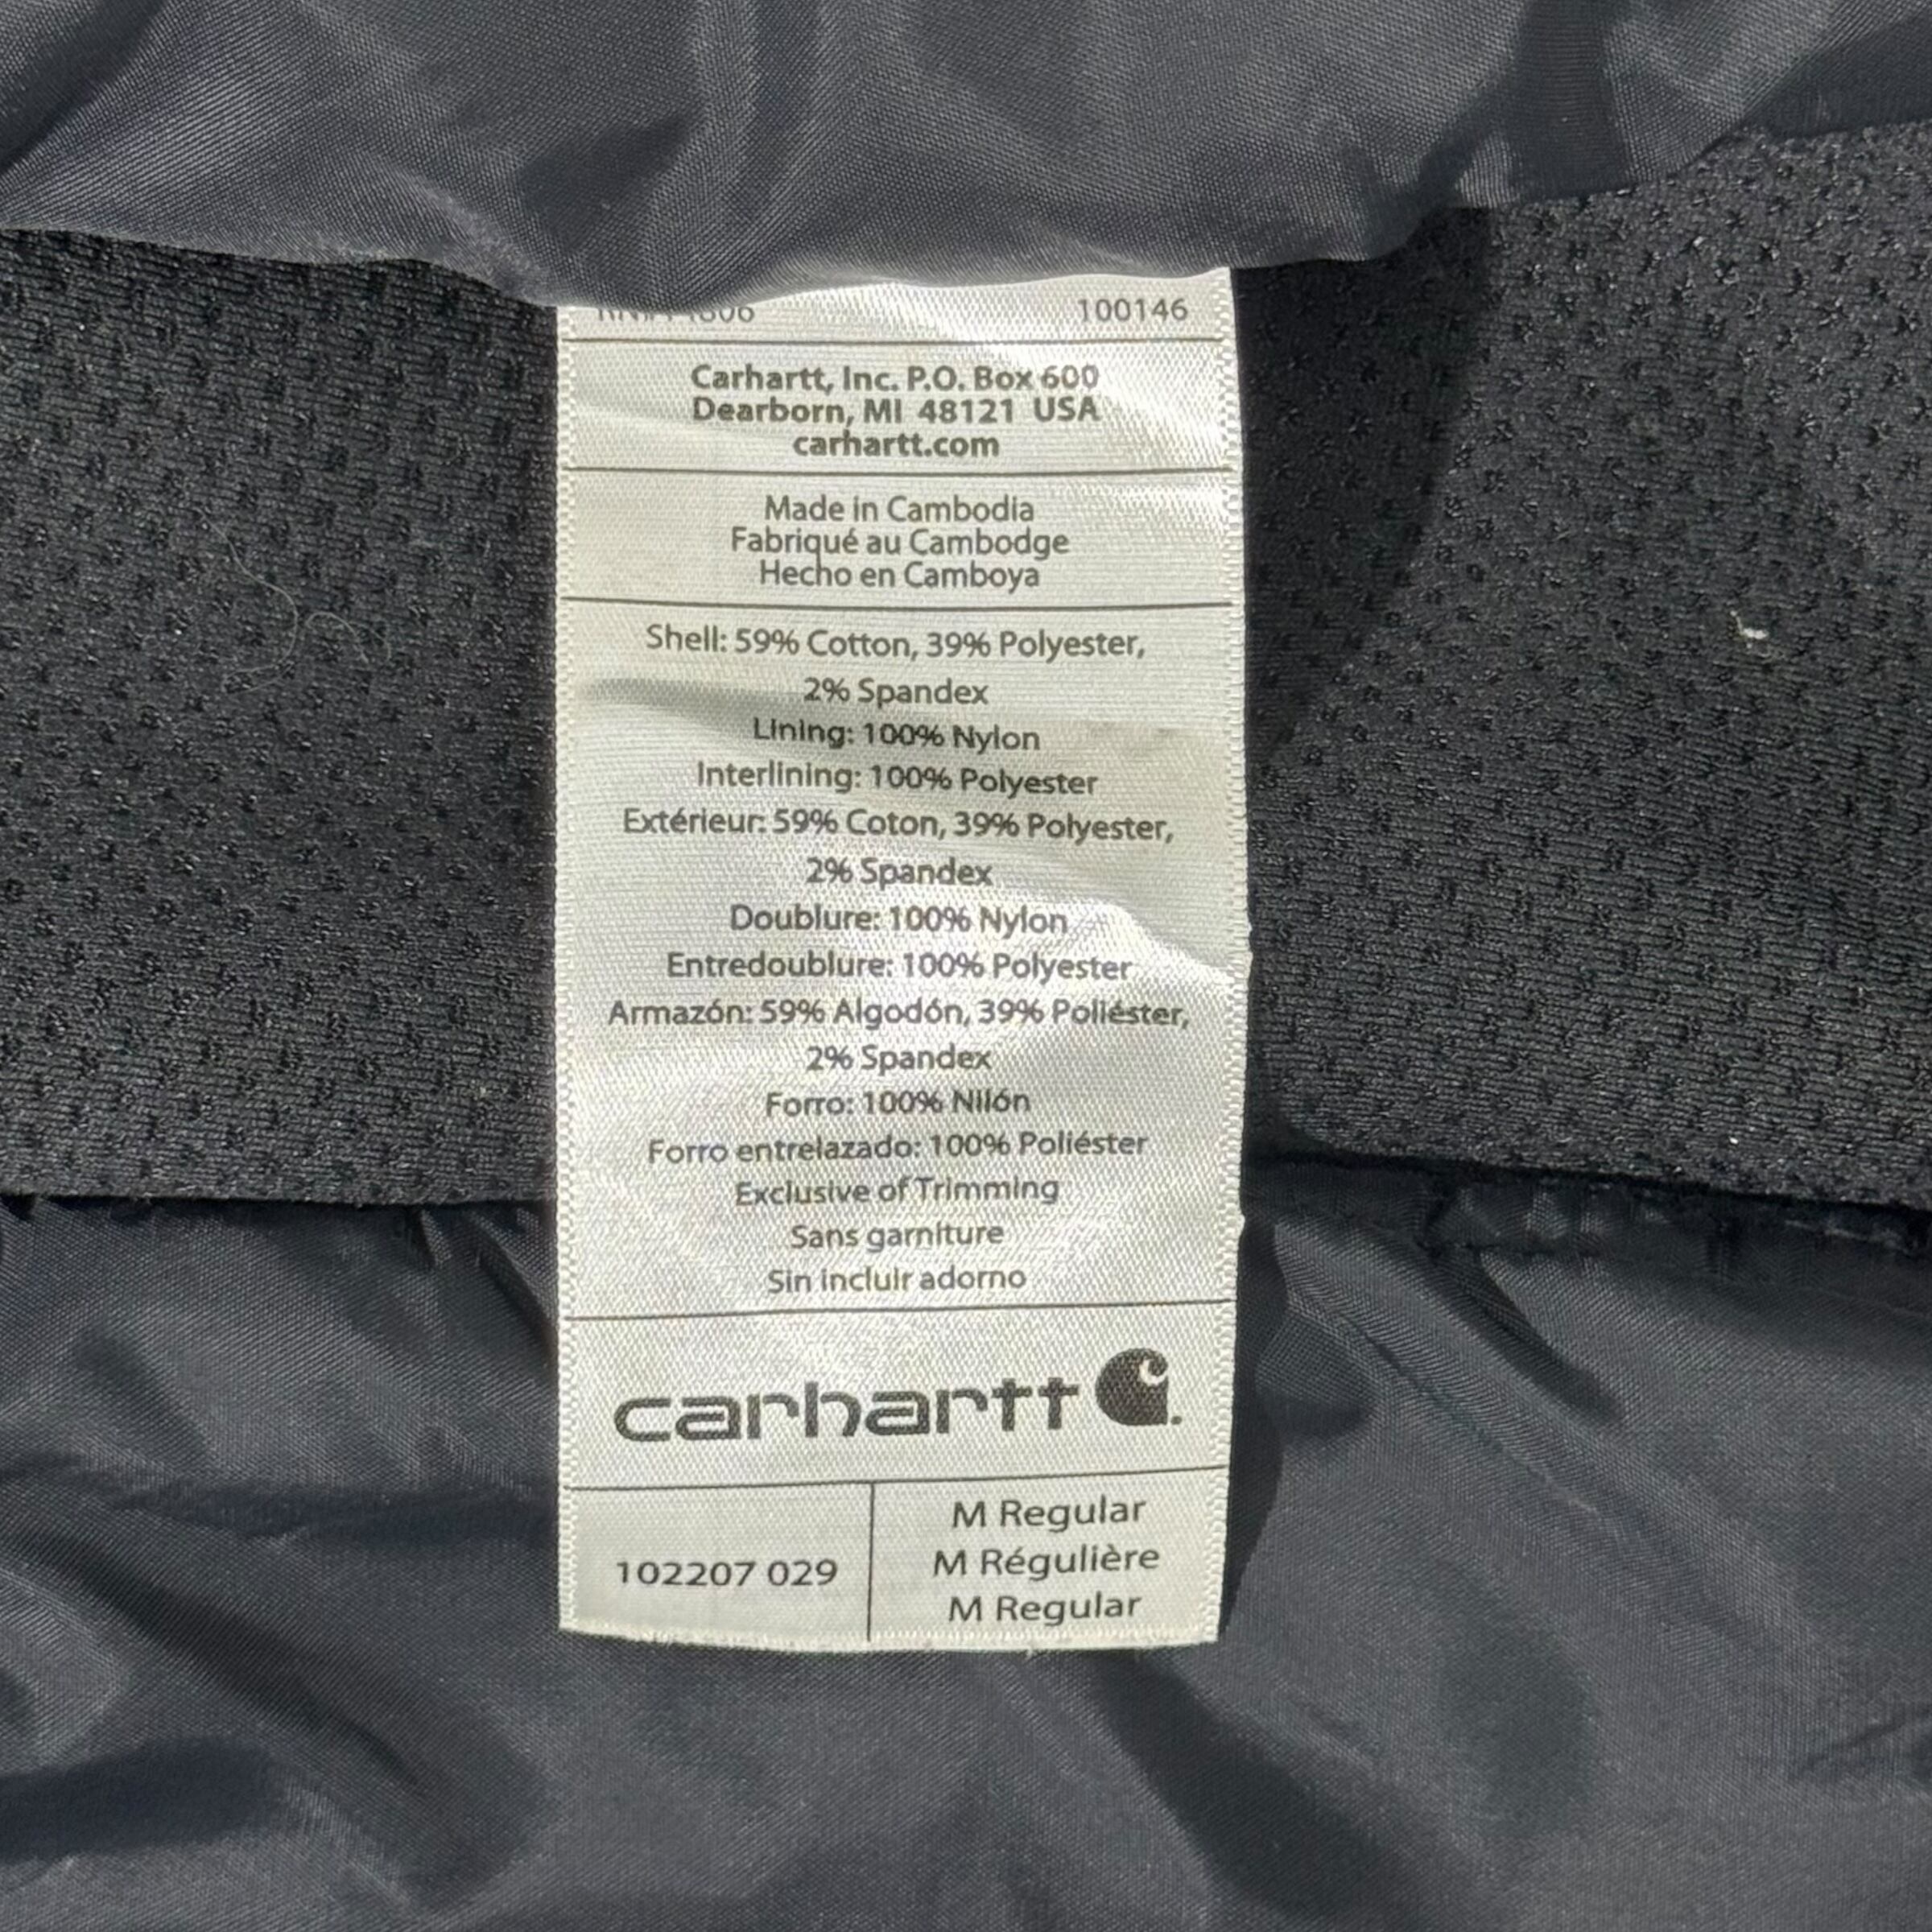 100146
Carhartt, Inc. P.O. Box 600
Dearborn, MI 48121 USA
carhartt.com
Made in Cambodia
Fabriqué au Cambodge
Hecho en Camboya
Shell: 59% Cotton, 39% Polyester,
2% Spandex
Lining: 100% Nylon
Interlining: 100% Polyester
Extérieur: 59% Coton, 39% Polyester,
2% Spandex
Doublure: 100% Nylon
Entredoublure: 100% Polyester
Armazón: 59% Algodón, 39% Poliéster,
2% Spandex
Forro: 100% Nilón
Forro entrelazado: 100% Poliéster
Exclusive of Trimming
Sans garniture
Sin incluir adorno
carhartt
102207 029
M Regular
M Régulière
M Regular